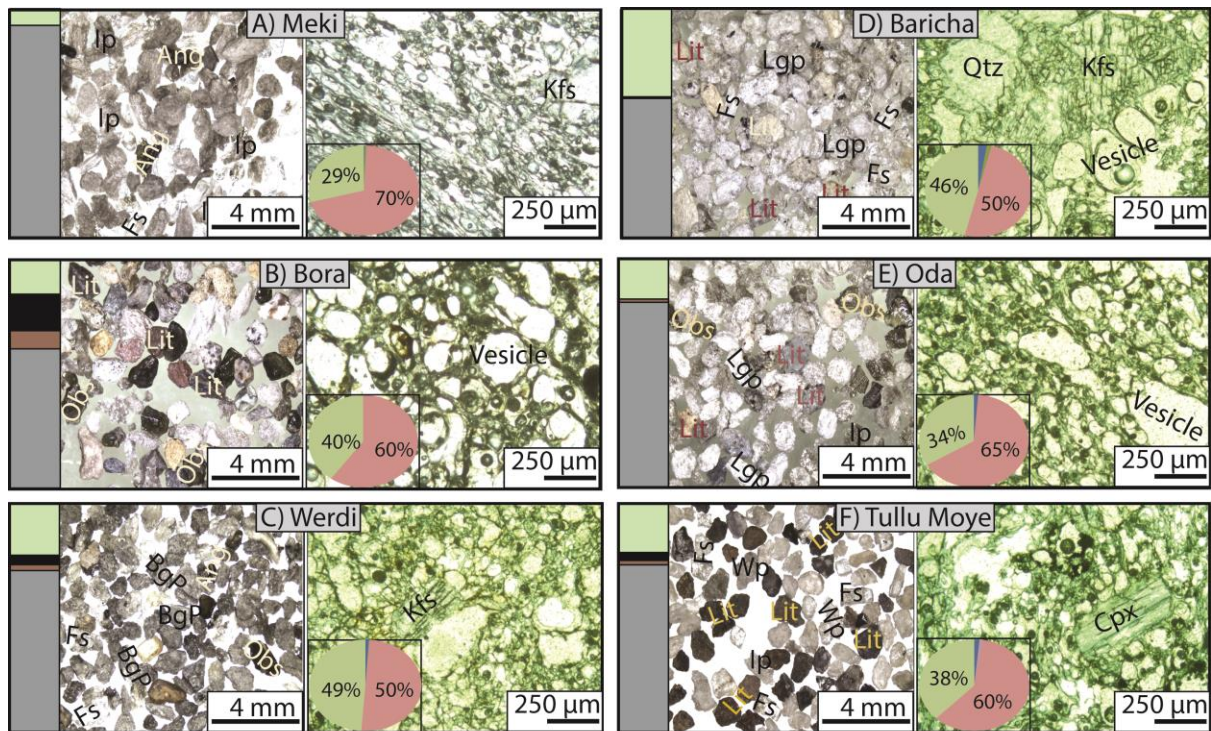 A) Meki
Ip
Ang
Ip
Ip
Ang
Fs
4 mm
Kfs
29%
70%
250 µm
B) Bora
Lit
Lit
Lit
Obs
Obs
4 mm
Vesicle
40%
60%
250 µm
C) Werdi
BgP
Ang
BgP
Fs
BgP
Obs
Fs
4 mm
Kfs
49%
50%
250 µm
D) Baricha
Lit
Lgp
Fs
Fs
Lit
Lgp
Fs
Lit
Lit
4 mm
Qtz
Kfs
Vesicle
46%
50%
250 µm
E) Oda
Obs
Obs
Lit
Lgp
Lit
Lit
Ip
Lgp
4 mm
Vesicle
34%
65%
250 µm
F) Tullu Moye
Lit
Fs
Wp
Fs
Lit
Lit
Wp
Lit
Ip
Lit
Fs
4 mm
Cpx
38%
60%
250 µm